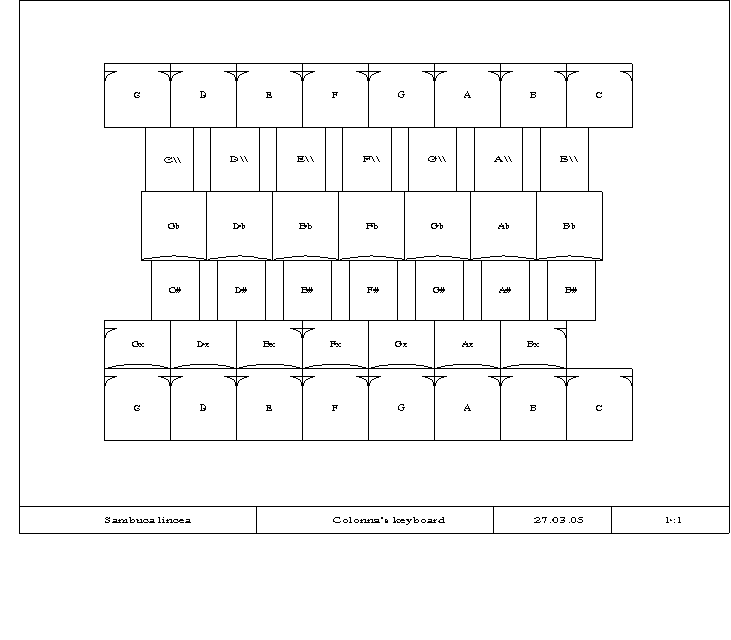 C D E F G A B C
C\\ D\\ E\\ F\\ G\\ A\\ B\\
Cb Db Eb Fb Gb Ab Bb
C# D# E# F# G# A# B#
Cx Dx Ex Fx Gx Ax Bx
C D E F G A B C
Sambuca lincea Colonna's keyboard 27.03.05 1:1